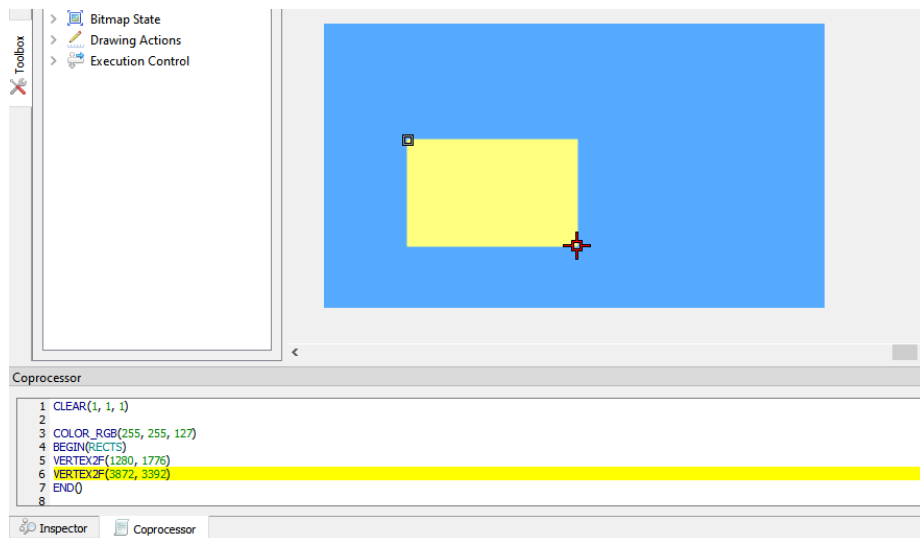 Toolbox
Bitmap State
Drawing Actions
Execution Control
Coprocessor
1 CLEAR(1, 1, 1)
2
3 COLOR_RGB(255, 255, 127)
4 BEGIN(RECTS)
5 VERTEX2F(1280, 1776)
6 VERTEX2F(3872, 3392)
7 END()
8
Inspector
Coprocessor